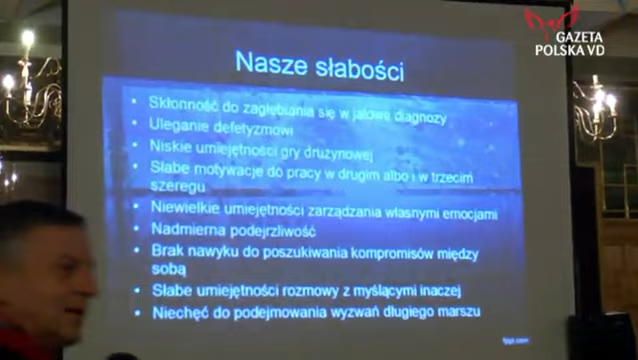 GAZETA
POLSKA VD
Nasze słabości
• Skłonność do zagłębiania się w jałowe diagnozy
• Uleganie defetyzmowi
• Niskie umiejętności gry drużynowej
• Słabe motywacje do pracy w drugim albo i w trzecim
szeregu
• Niewielkie umiejętności zarządzania własnymi emocjami
• Nadmierna podejrzliwość
• Brak nawyku do poszukiwania kompromisów między
sobą
• Słabe umiejętności rozmowy z myślącymi inaczej
• Niechęć do podejmowania wyzwań długiego marszu
fppt.com